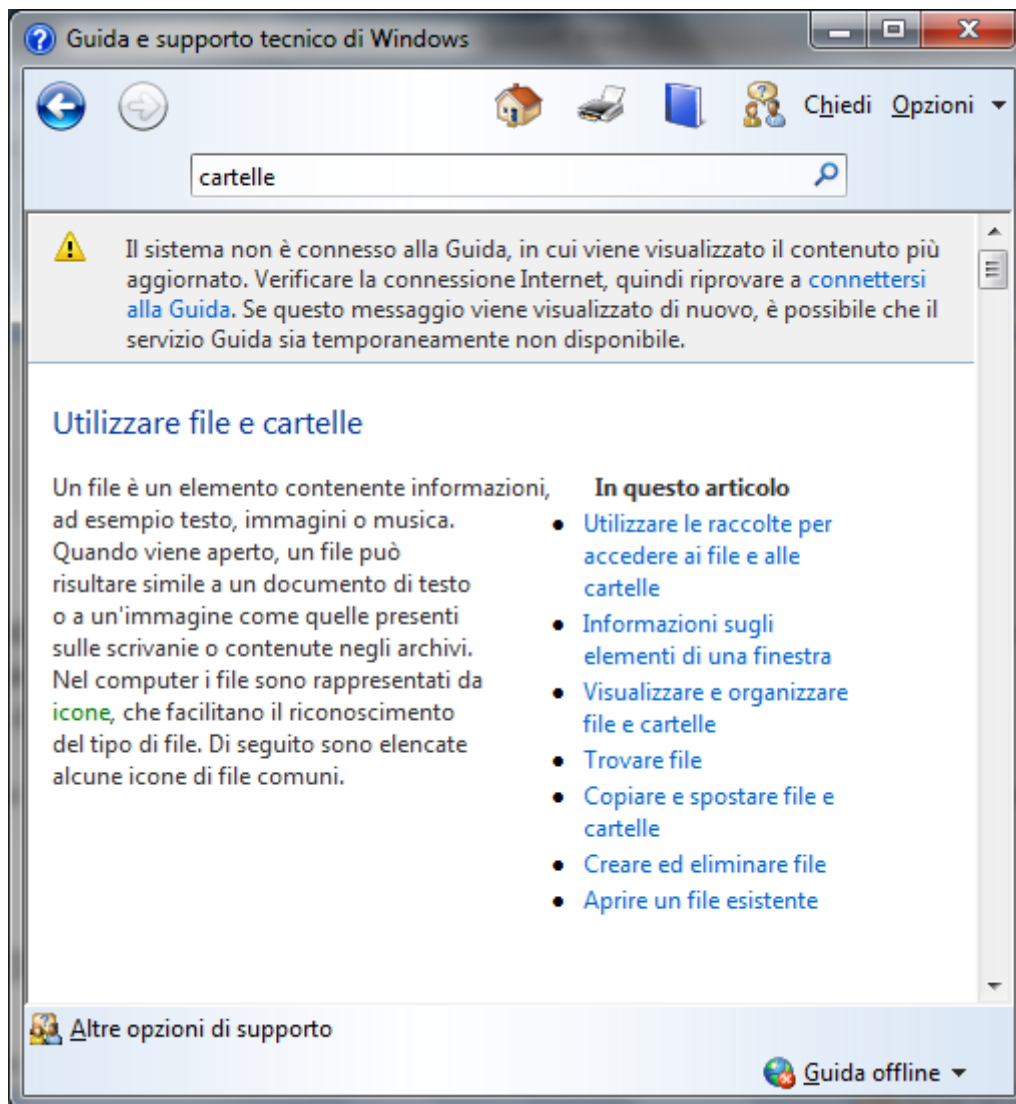 Guida e supporto tecnico di Windows
Chiedi Opzioni
cartelle
Il sistema non è connesso alla Guida, in cui viene visualizzato il contenuto più
aggiornato. Verificare la connessione Internet, quindi riprovare a connettersi
alla Guida. Se questo messaggio viene visualizzato di nuovo, è possibile che il
servizio Guida sia temporaneamente non disponibile.
Utilizzare file e cartelle
Un file è un elemento contenente informazioni,
ad esempio testo, immagini o musica.
Quando viene aperto, un file può
risultare simile a un documento di testo
o a un'immagine come quelle presenti
sulle scrivanie o contenute negli archivi.
Nel computer i file sono rappresentati da
icone, che facilitano il riconoscimento
del tipo di file. Di seguito sono elencate
alcune icone di file comuni.
In questo articolo
• Utilizzare le raccolte per
accedere ai file e alle
cartelle
• Informazioni sugli
elementi di una finestra
• Visualizzare e organizzare
file e cartelle
• Trovare file
• Copiare e spostare file e
cartelle
• Creare ed eliminare file
• Aprire un file esistente
Altre opzioni di supporto
Guida offline